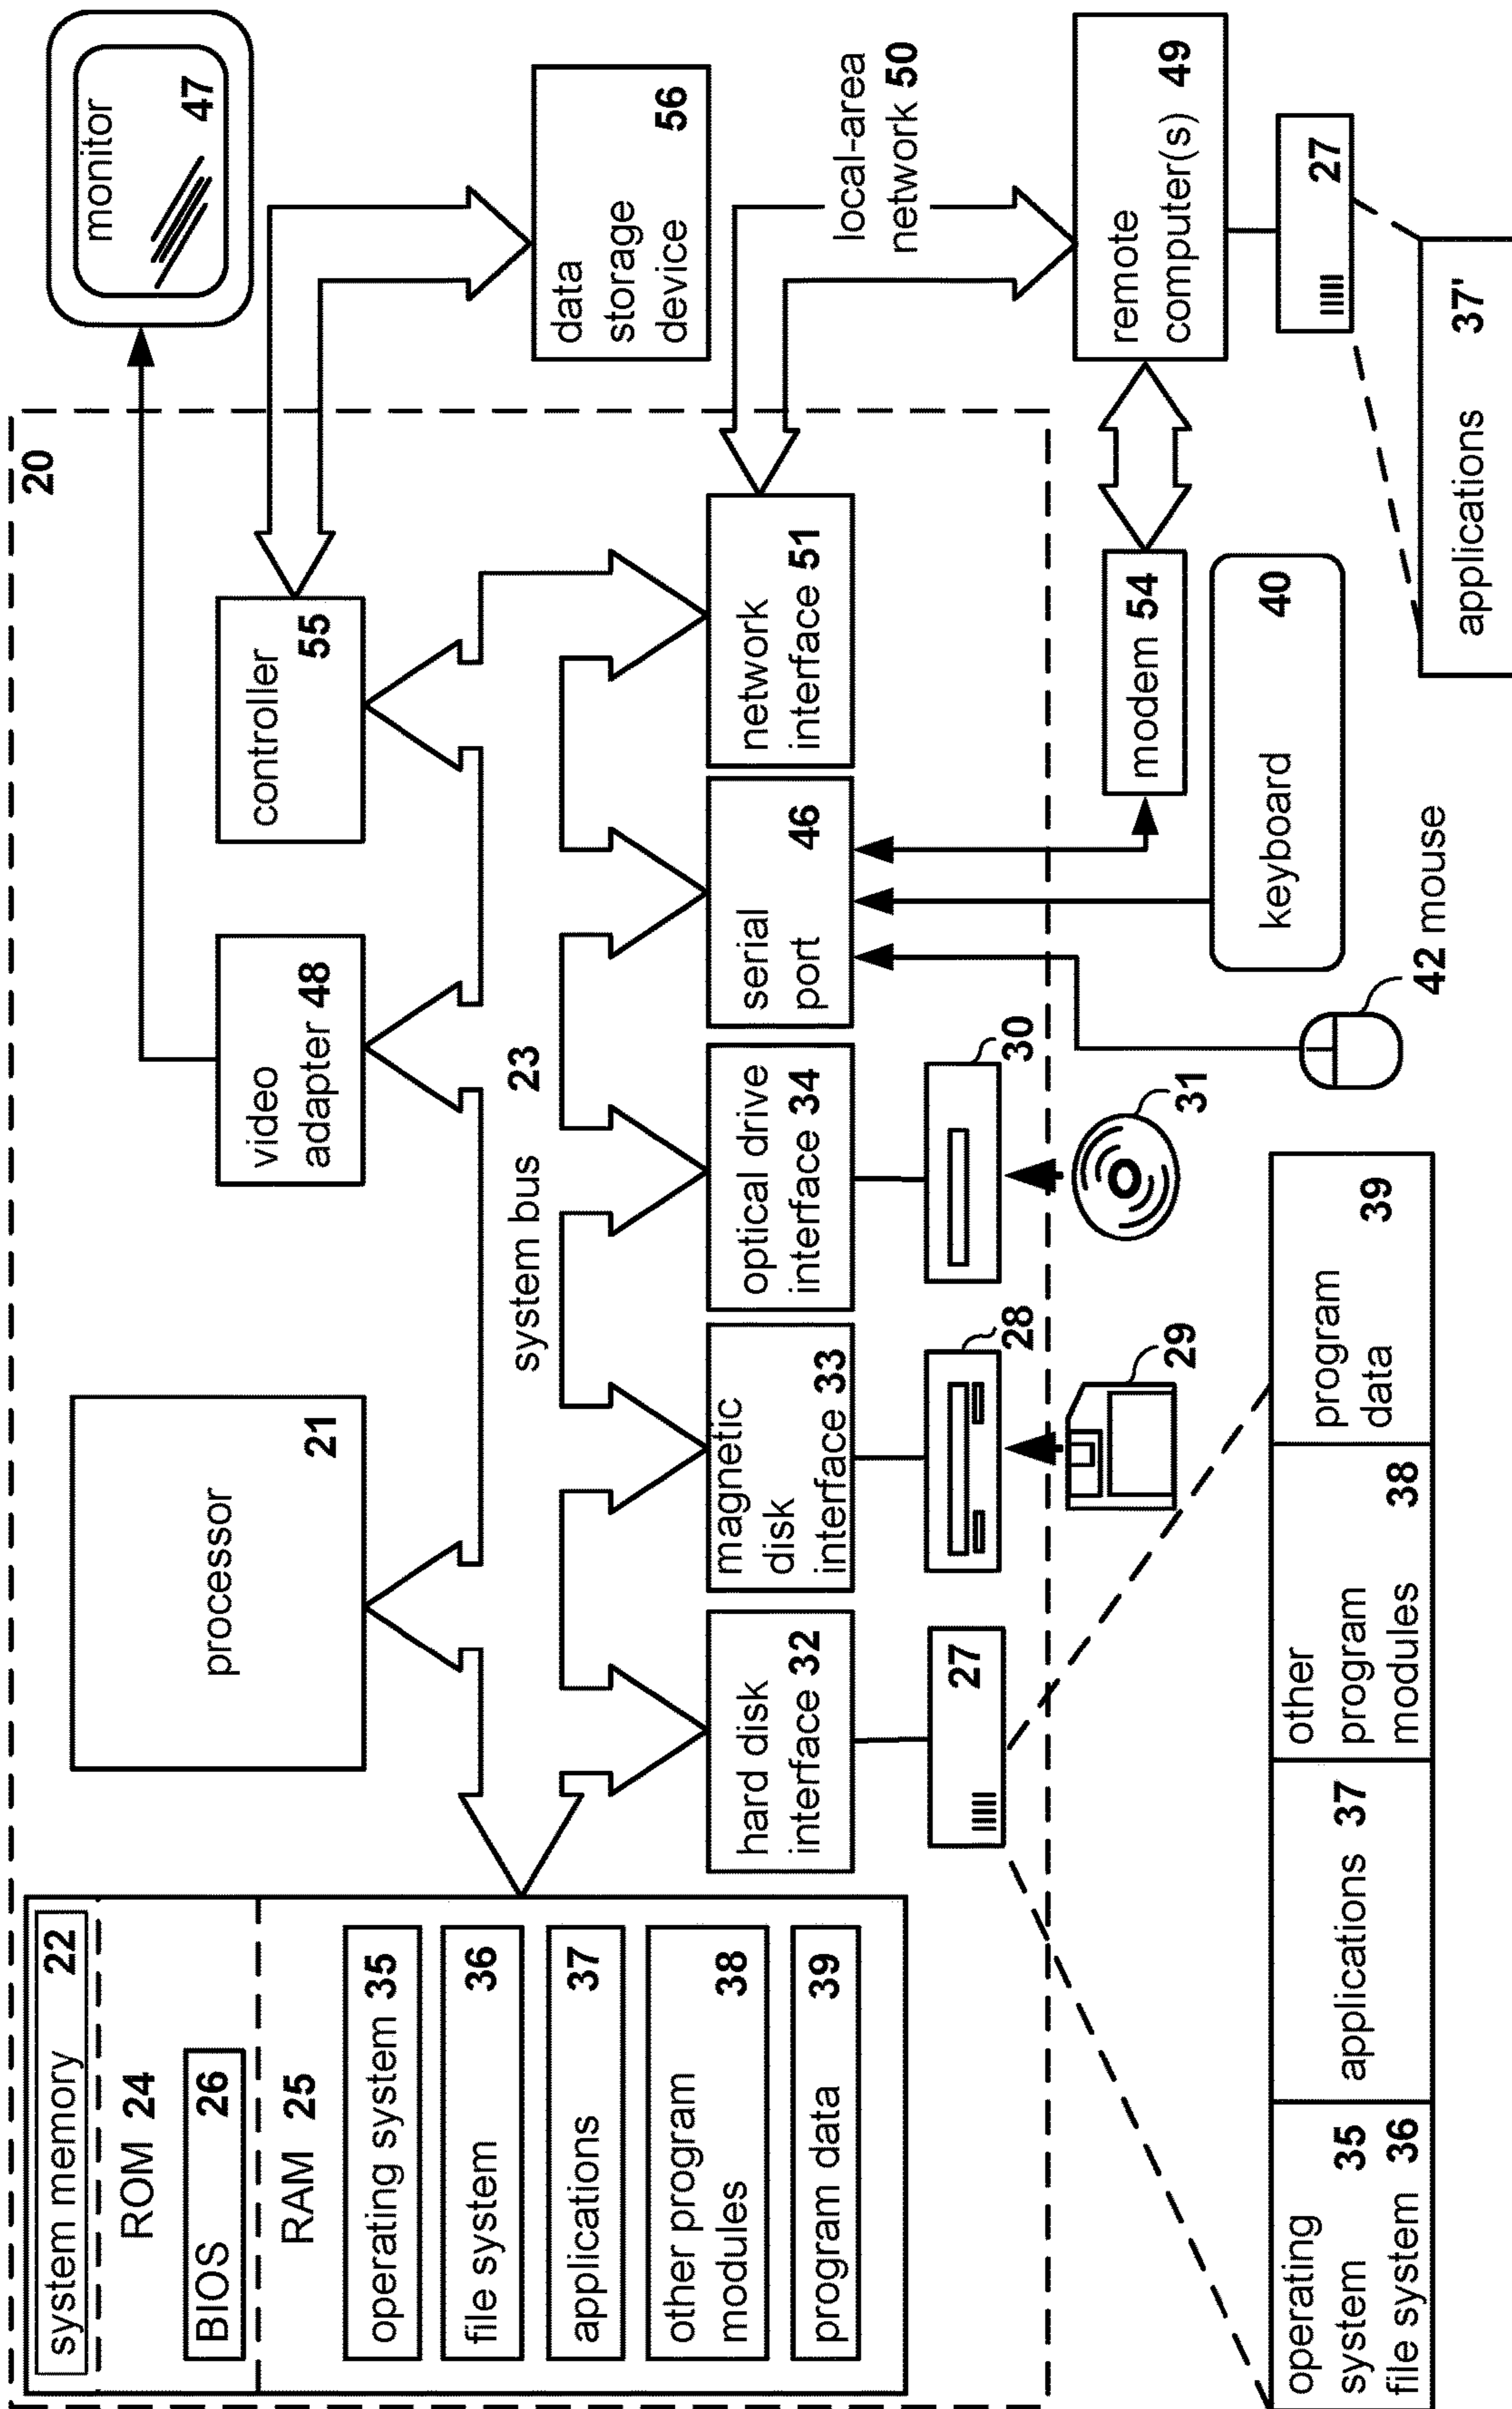 20
system memory 22
ROM 24
BIOS 26
RAM 25
operating system 35
file system 36
applications 37
other program
modules 38
program data 39
processor
21
video
adapter 48
controller
55
monitor
47
system bus 23
data
storage
device 56
local-area
network 50
hard disk
interface 32
magnetic
disk
interface 33
optical drive
interface 34
serial
port 46
network
interface 51
27
28
30
29
31
modem 54
remote
computer(s) 49
27
keyboard 40
42 mouse
operating
system 35
file system 36
applications 37
other
program
modules 38
program
data 39
applications 37'